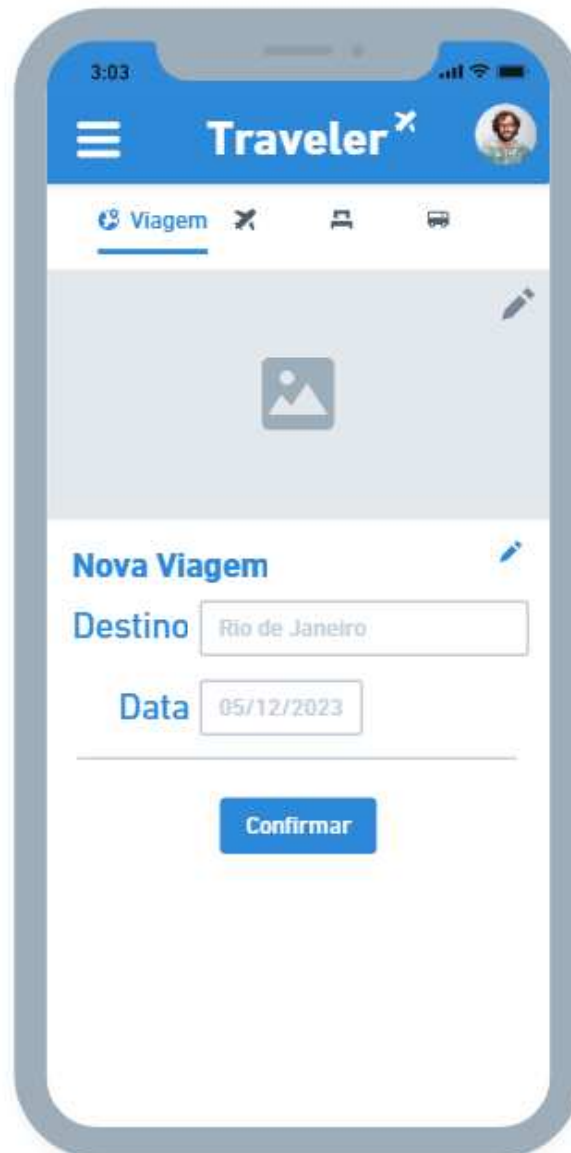 3:03
Traveler
Viagem
Nova Viagem
Destino Rio de Janeiro
Data 05/12/2023
Confirmar